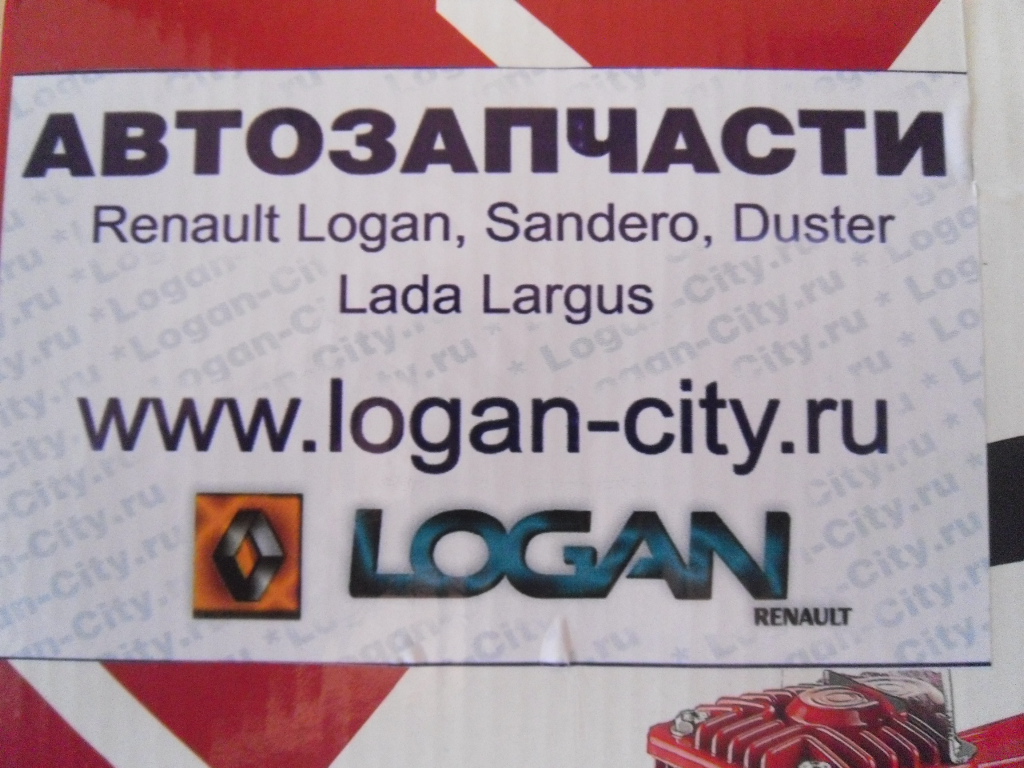 АВТОЗАПЧАСТИ
Renault Logan, Sandero, Duster
Lada Largus
www.logan-city.ru
LOGAN
RENAULT